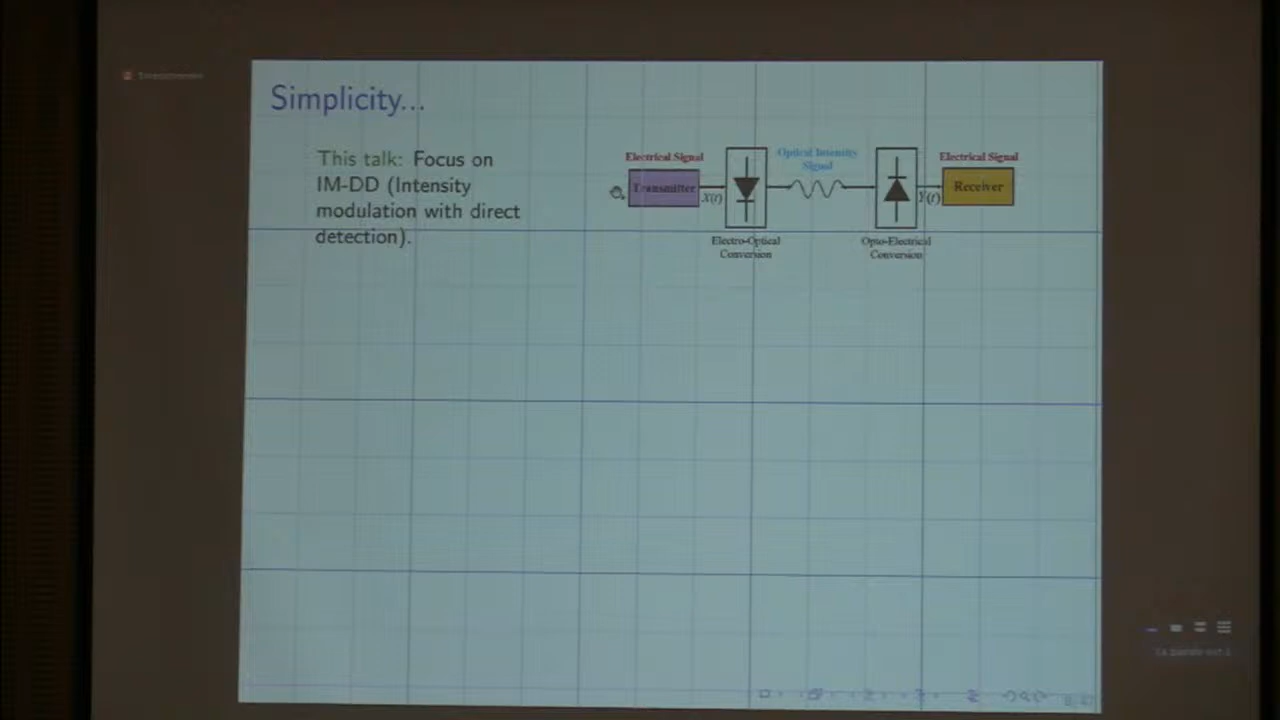 Simplicity...
This talk: Focus on
IM-DD (Intensity
modulation with direct
detection).
Electrical Signal
Transmitter
X(t)
Electro-Optical
Conversion
Optical Intensity
Signal
Opto-Electrical
Conversion
Y(t)
Electrical Signal
Receiver